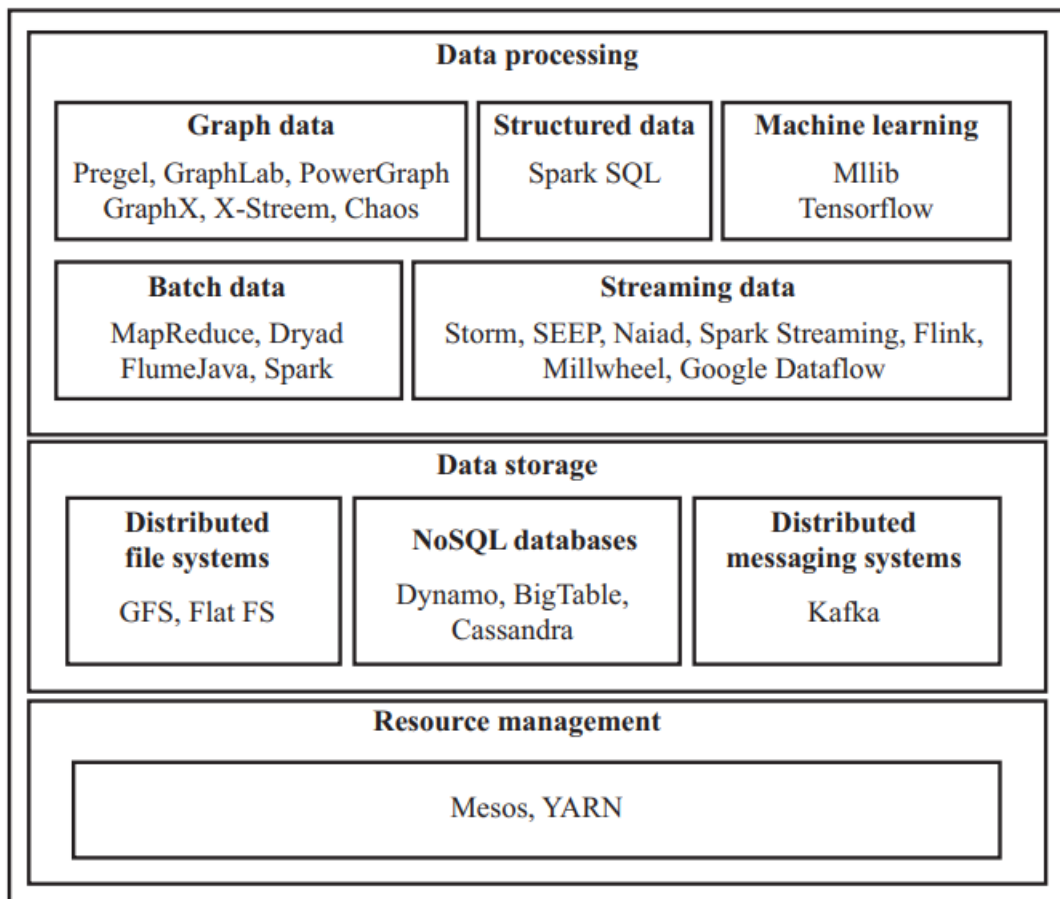 Data processing
Graph data
Pregel, GraphLab, PowerGraph
GraphX, X-Streem, Chaos
Structured data
Spark SQL
Machine learning
Mllib
Tensorflow
Batch data
MapReduce, Dryad
FlumeJava, Spark
Streaming data
Storm, SEEP, Naiad, Spark Streaming, Flink,
Millwheel, Google Dataflow
Data storage
Distributed
file systems
GFS, Flat FS
NoSQL databases
Dynamo, BigTable,
Cassandra
Distributed
messaging systems
Kafka
Resource management
Mesos, YARN